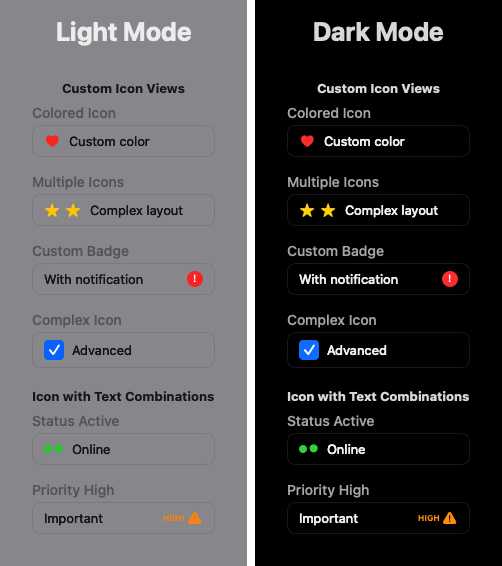 Light Mode
Custom Icon Views
Colored Icon
Custom color
Multiple Icons
Complex layout
Custom Badge
With notification !
Complex Icon
Advanced
Icon with Text Combinations
Status Active
Online
Priority High
Important HIGH
Dark Mode
Custom Icon Views
Colored Icon
Custom color
Multiple Icons
Complex layout
Custom Badge
With notification !
Complex Icon
Advanced
Icon with Text Combinations
Status Active
Online
Priority High
Important HIGH